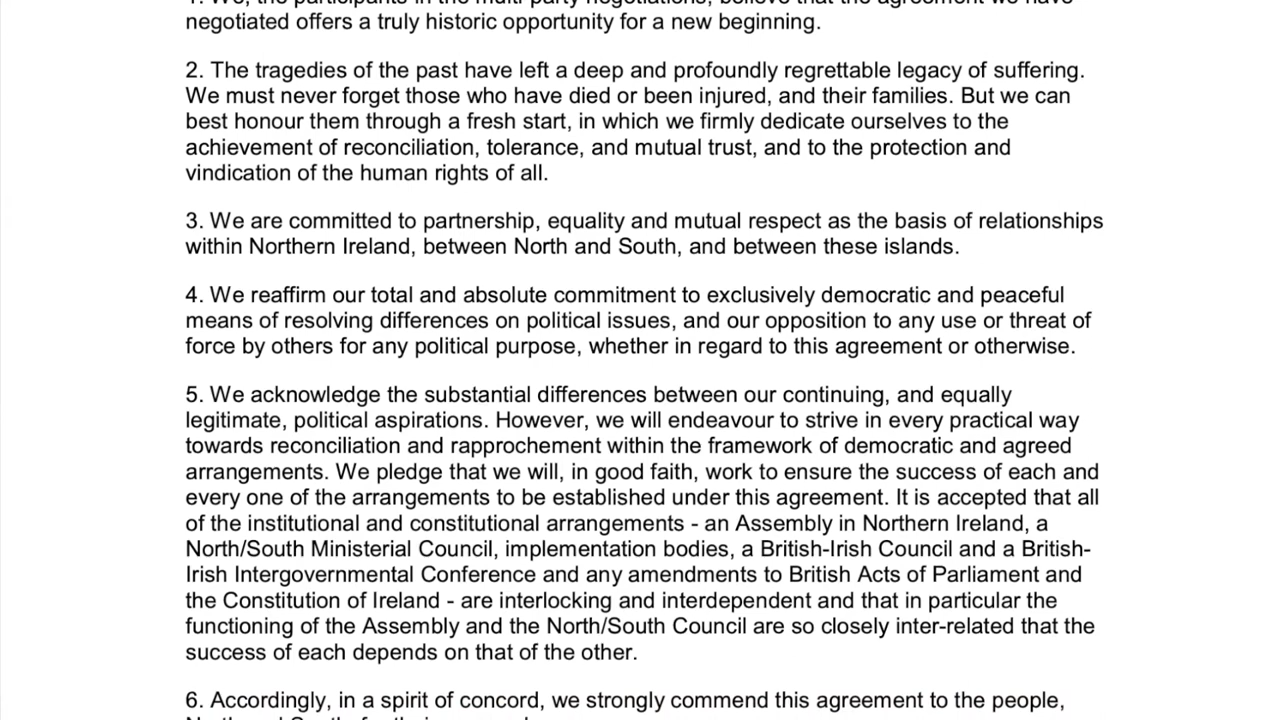 negotiated offers a truly historic opportunity for a new beginning.
2. The tragedies of the past have left a deep and profoundly regrettable legacy of suffering.
We must never forget those who have died or been injured, and their families. But we can
best honour them through a fresh start, in which we firmly dedicate ourselves to the
achievement of reconciliation, tolerance, and mutual trust, and to the protection and
vindication of the human rights of all.
3. We are committed to partnership, equality and mutual respect as the basis of relationships
within Northern Ireland, between North and South, and between these islands.
4. We reaffirm our total and absolute commitment to exclusively democratic and peaceful
means of resolving differences on political issues, and our opposition to any use or threat of
force by others for any political purpose, whether in regard to this agreement or otherwise.
5. We acknowledge the substantial differences between our continuing, and equally
legitimate, political aspirations. However, we will endeavour to strive in every practical way
towards reconciliation and rapprochement within the framework of democratic and agreed
arrangements. We pledge that we will, in good faith, work to ensure the success of each and
every one of the arrangements to be established under this agreement. It is accepted that all
of the institutional and constitutional arrangements - an Assembly in Northern Ireland, a
North/South Ministerial Council, implementation bodies, a British-Irish Council and a British-
Irish Intergovernmental Conference and any amendments to British Acts of Parliament and
the Constitution of Ireland - are interlocking and interdependent and that in particular the
functioning of the Assembly and the North/South Council are so closely inter-related that the
success of each depends on that of the other.
6. Accordingly, in a spirit of concord, we strongly commend this agreement to the people,